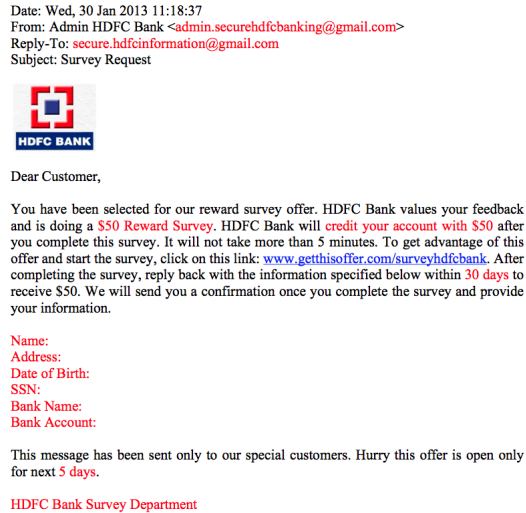 Date: Wed, 30 Jan 2013 11:18:37
From: Admin HDFC Bank <admin.securehdfcbanking@gmail.com>
Reply-To: secure.hdfcinformation@gmail.com
Subject: Survey Request
HDFC BANK
Dear Customer,
You have been selected for our reward survey offer. HDFC Bank values your feedback
and is doing a $50 Reward Survey. HDFC Bank will credit your account with $50 after
you complete this survey. It will not take more than 5 minutes. To get advantage of this
offer and start the survey, click on this link: www.getthisoffer.com/surveyhdfcbank. After
completing the survey, reply back with the information specified below within 30 days to
receive $50. We will send you a confirmation once you complete the survey and provide
your information.
Name:
Address:
Date of Birth:
SSN:
Bank Name:
Bank Account:
This message has been sent only to our special customers. Hurry this offer is open only
for next 5 days.
HDFC Bank Survey Department